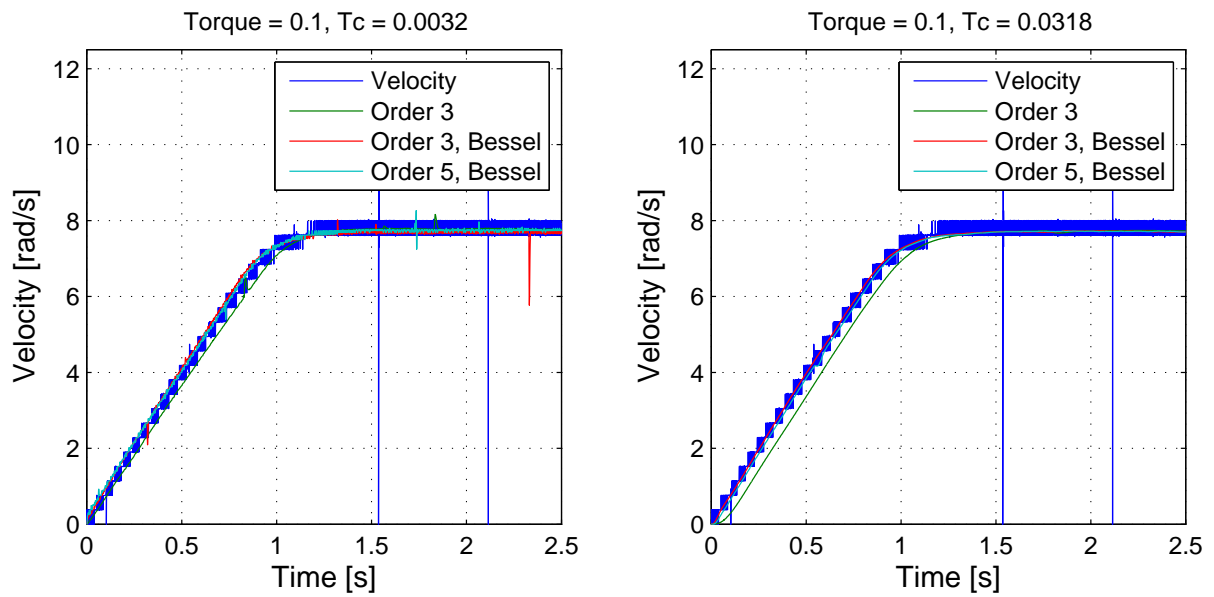 Torque = 0.1, Tc = 0.0032
Velocity
Order 3
Order 3, Bessel
Order 5, Bessel
12
10
8
6
4
2
0
Velocity [rad/s]
0 0.5 1 1.5 2 2.5
Time [s]
Torque = 0.1, Tc = 0.0318
Velocity
Order 3
Order 3, Bessel
Order 5, Bessel
12
10
8
6
4
2
0
Velocity [rad/s]
0 0.5 1 1.5 2 2.5
Time [s]